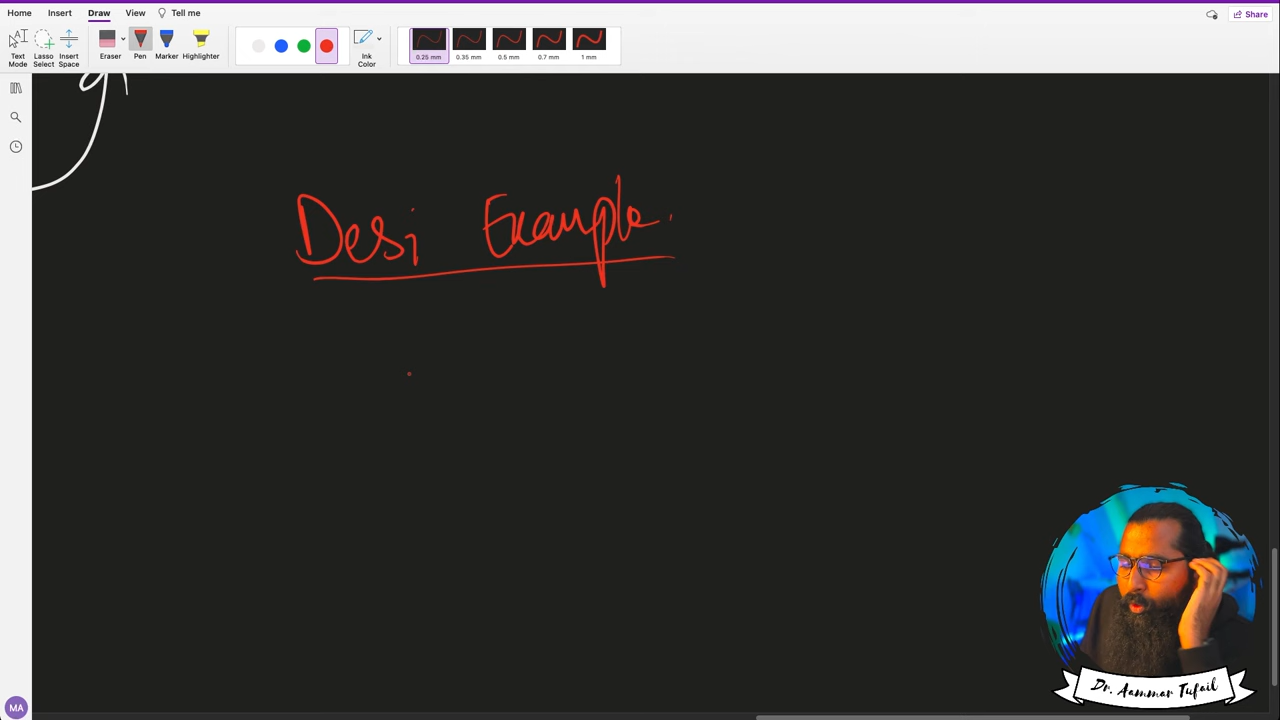 Home Insert Draw View Tell me Share
Text Mode Lasso Select Insert Space Eraser Pen Marker Highlighter Ink Color 0.25 mm 0.35 mm 0.5 mm 0.7 mm 1 mm
Desi Example.
MA
Dr. Aammar Tufail